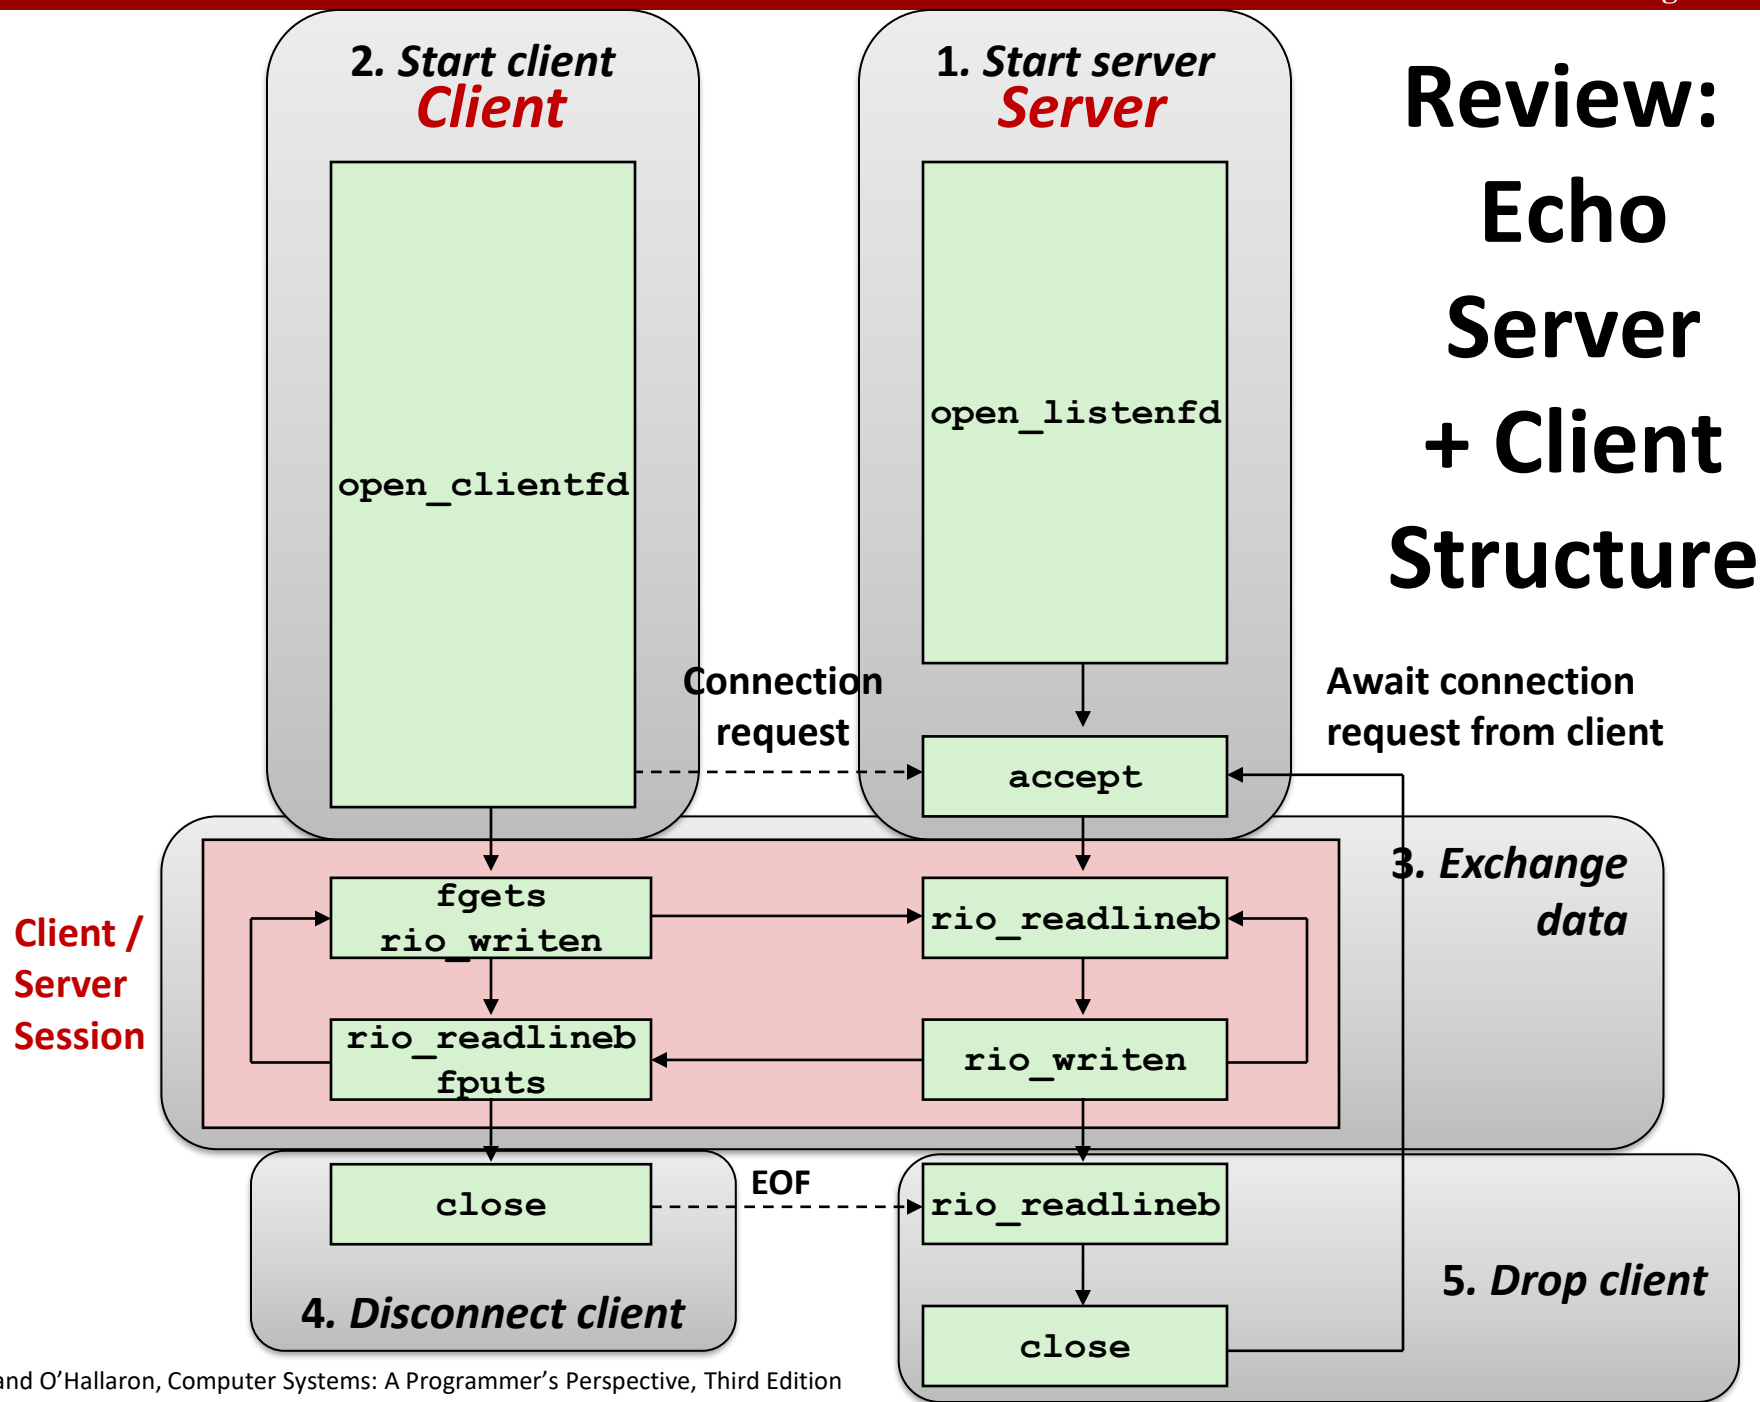 2. Start client
Client
1. Start server
Server
Review:
Echo
Server
+ Client
Structure
open_clientfd
open_listenfd
Connection
request
Await connection
request from client
accept
3. Exchange
data
Client /
Server
Session
fgets
rio_writen
rio_readlineb
rio_readlineb
fputs
rio_writen
close
EOF
rio_readlineb
4. Disconnect client
5. Drop client
close
and O'Hallaron, Computer Systems: A Programmer's Perspective, Third Edition